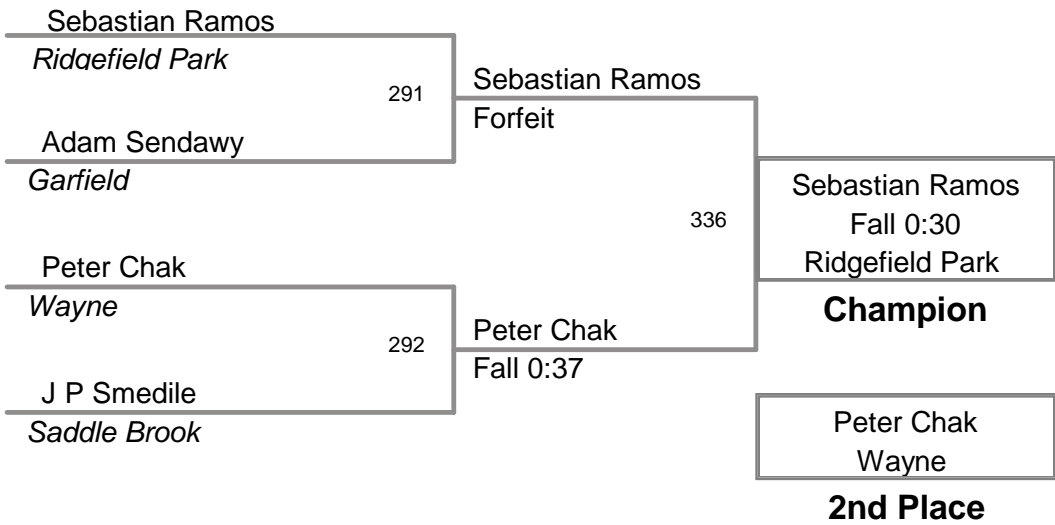 Sebastian Ramos
Ridgefield Park
291
Sebastian Ramos
Forfeit
Adam Sendawy
Garfield
336
Sebastian Ramos
Fall 0:30
Ridgefield Park
Champion
Peter Chak
Wayne
292
Peter Chak
Fall 0:37
J P Smedile
Saddle Brook
Peter Chak
Wayne
2nd Place